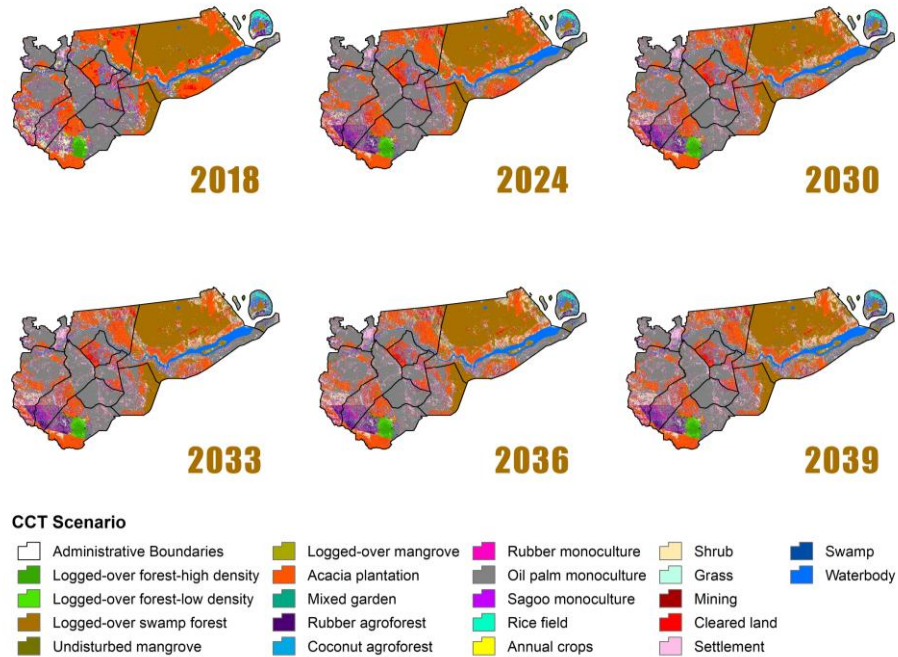 2018
2024
2030
2033
2036
2039
CCT Scenario
Administrative Boundaries
Logged-over forest-high density
Logged-over forest-low density
Logged-over swamp forest
Undisturbed mangrove
Logged-over mangrove
Acacia plantation
Mixed garden
Rubber agroforest
Coconut agroforest
Rubber monoculture
Oil palm monoculture
Sagoo monoculture
Rice field
Annual crops
Shrub
Grass
Mining
Cleared land
Settlement
Swamp
Waterbody